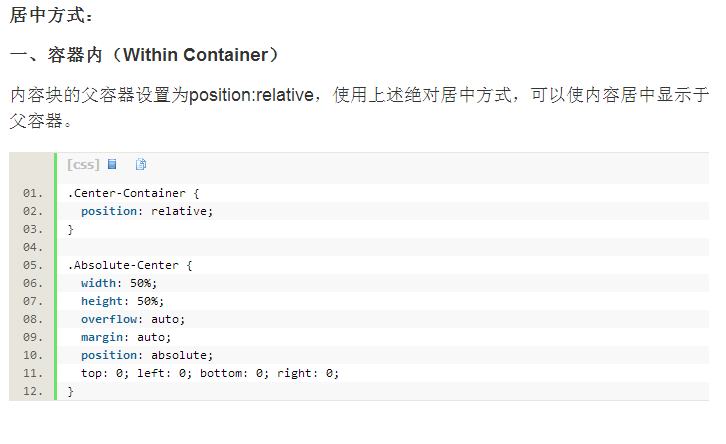 居中方式：
一、容器内（Within Container）
内容块的父容器设置为position:relative，使用上述绝对居中方式，可以使内容居中显示于
父容器。
[css]
01. .Center-Container {
02.   position: relative;
03. }
04.
05. .Absolute-Center {
06.   width: 50%;
07.   height: 50%;
08.   overflow: auto;
09.   margin: auto;
10.   position: absolute;
11.   top: 0; left: 0; bottom: 0; right: 0;
12. }